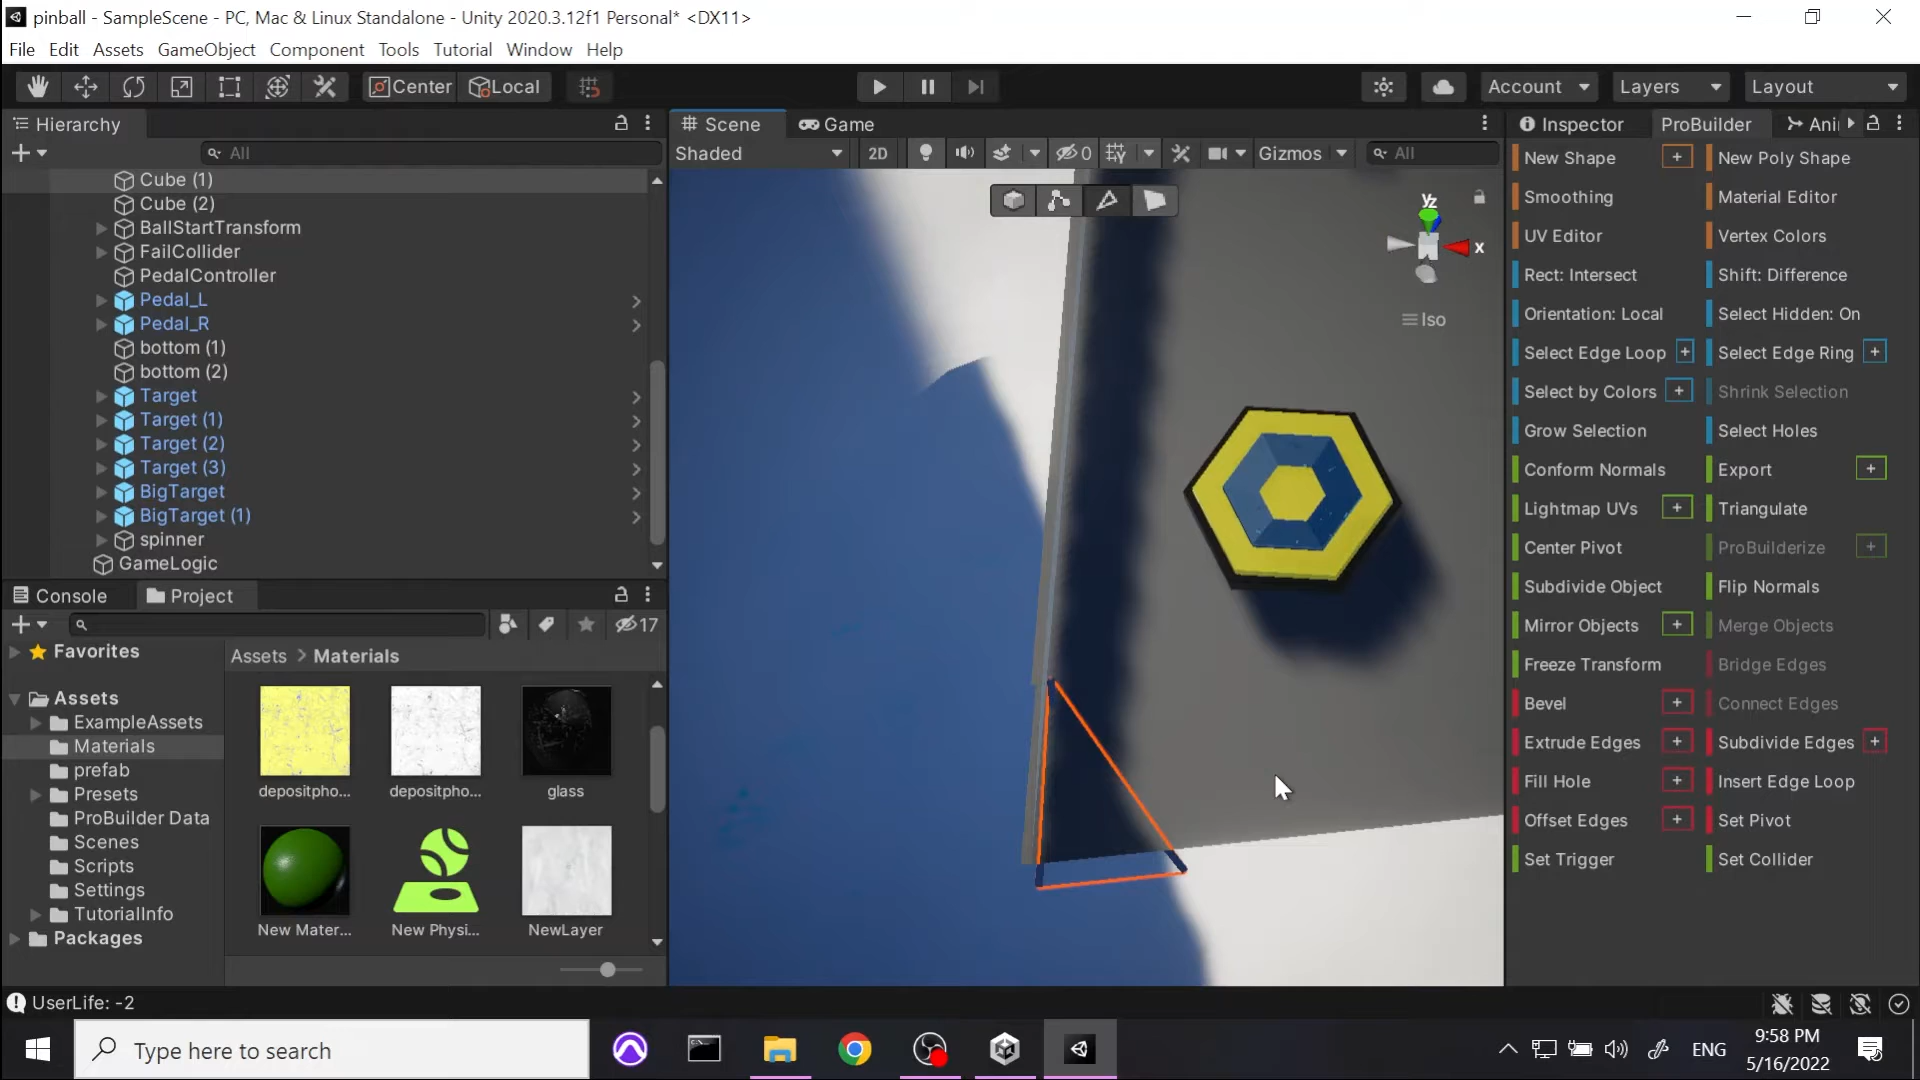 pinball - SampleScene - PC, Mac & Linux Standalone - Unity 2020.3.12f1 Personal* <DX11>
File Edit Assets GameObject Component Tools Tutorial Window Help
Center Local Account Layers Layout
Hierarchy
All
Cube (1)
Cube (2)
BallStartTransform
FailCollider
PedalController
Pedal_L
Pedal_R
bottom (1)
bottom (2)
Target
Target (1)
Target (2)
Target (3)
BigTarget
BigTarget (1)
spinner
GameLogic
Scene Game
Shaded 2D 0 Gizmos All
yz
x
Iso
Inspector ProBuilder Ani
New Shape + New Poly Shape
Smoothing Material Editor
UV Editor Vertex Colors
Rect: Intersect Shift: Difference
Orientation: Local Select Hidden: On
Select Edge Loop + Select Edge Ring +
Select by Colors + Shrink Selection
Grow Selection Select Holes
Conform Normals Export +
Lightmap UVs + Triangulate
Center Pivot ProBuilderize +
Subdivide Object Flip Normals
Mirror Objects + Merge Objects
Freeze Transform Bridge Edges
Bevel + Connect Edges
Extrude Edges + Subdivide Edges +
Fill Hole + Insert Edge Loop
Offset Edges + Set Pivot
Set Trigger Set Collider
Console Project
17
Favorites
Assets
ExampleAssets
Materials
prefab
Presets
ProBuilder Data
Scenes
Scripts
Settings
TutorialInfo
Packages
Assets > Materials
depositpho... depositpho... glass
New Mater... New Physi... NewLayer
UserLife: -2
Type here to search
ENG
9:58 PM
5/16/2022